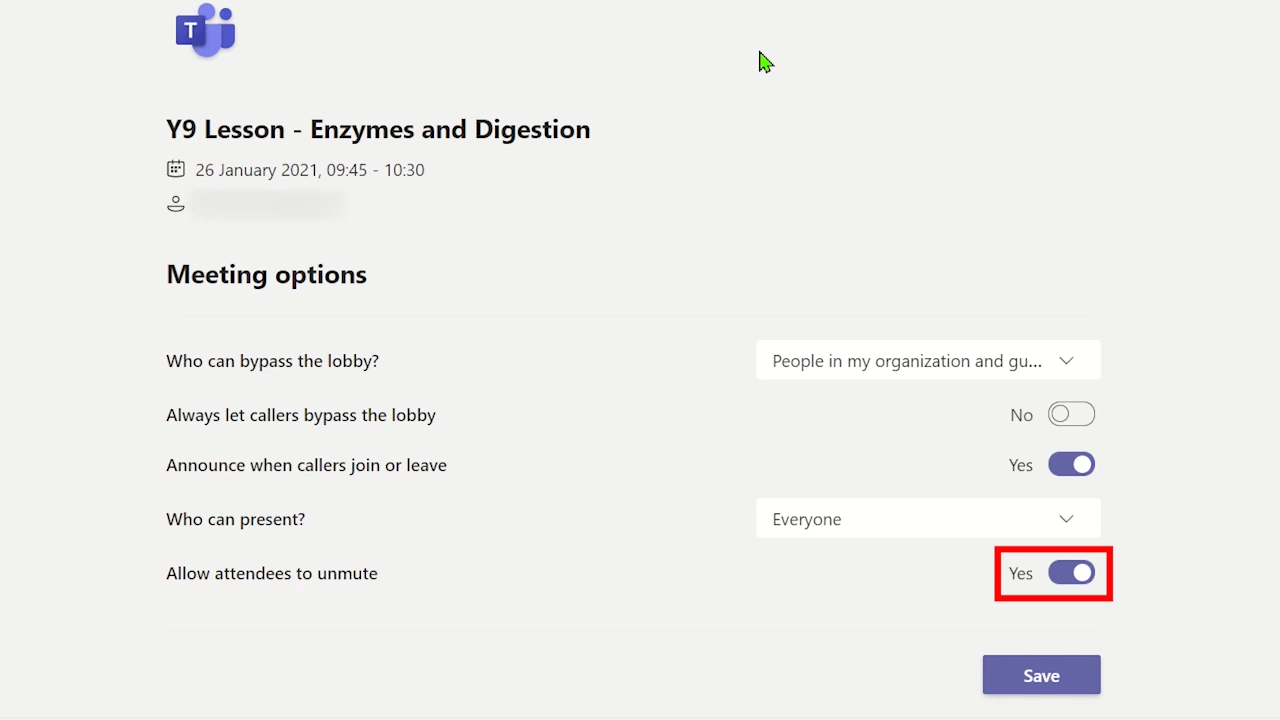 T
Y9 Lesson - Enzymes and Digestion
26 January 2021, 09:45 - 10:30
Meeting options
Who can bypass the lobby? People in my organization and gu...
Always let callers bypass the lobby No
Announce when callers join or leave Yes
Who can present? Everyone
Allow attendees to unmute Yes
Save